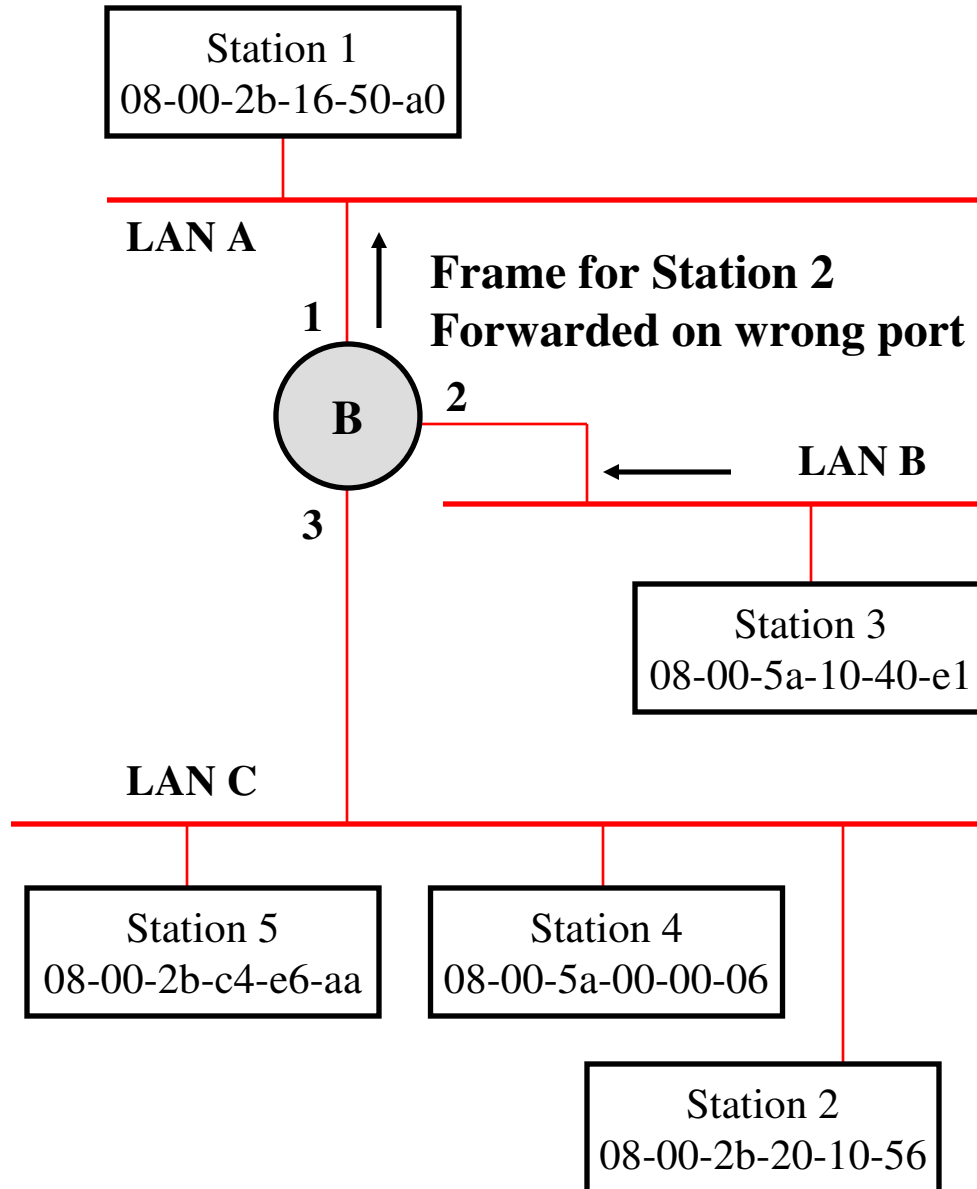 Station 1
08-00-2b-16-50-a0
LAN A
Frame for Station 2
Forwarded on wrong port
1
B
2
LAN B
3
Station 3
08-00-5a-10-40-e1
LAN C
Station 5
08-00-2b-c4-e6-aa
Station 4
08-00-5a-00-00-06
Station 2
08-00-2b-20-10-56